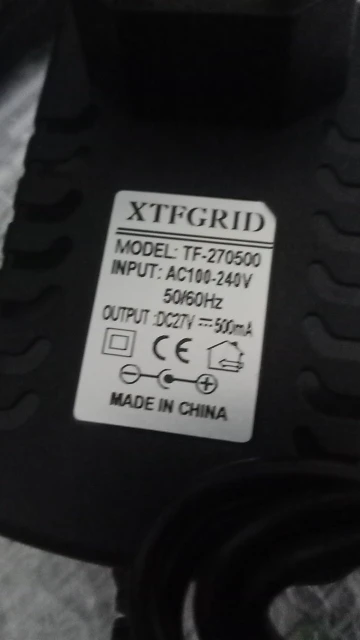 XTFGRID
MODEL: TF-270500
INPUT: AC100-240V
50/60Hz
OUTPUT :DC27V ⎓ 500mA
CE
MADE IN CHINA